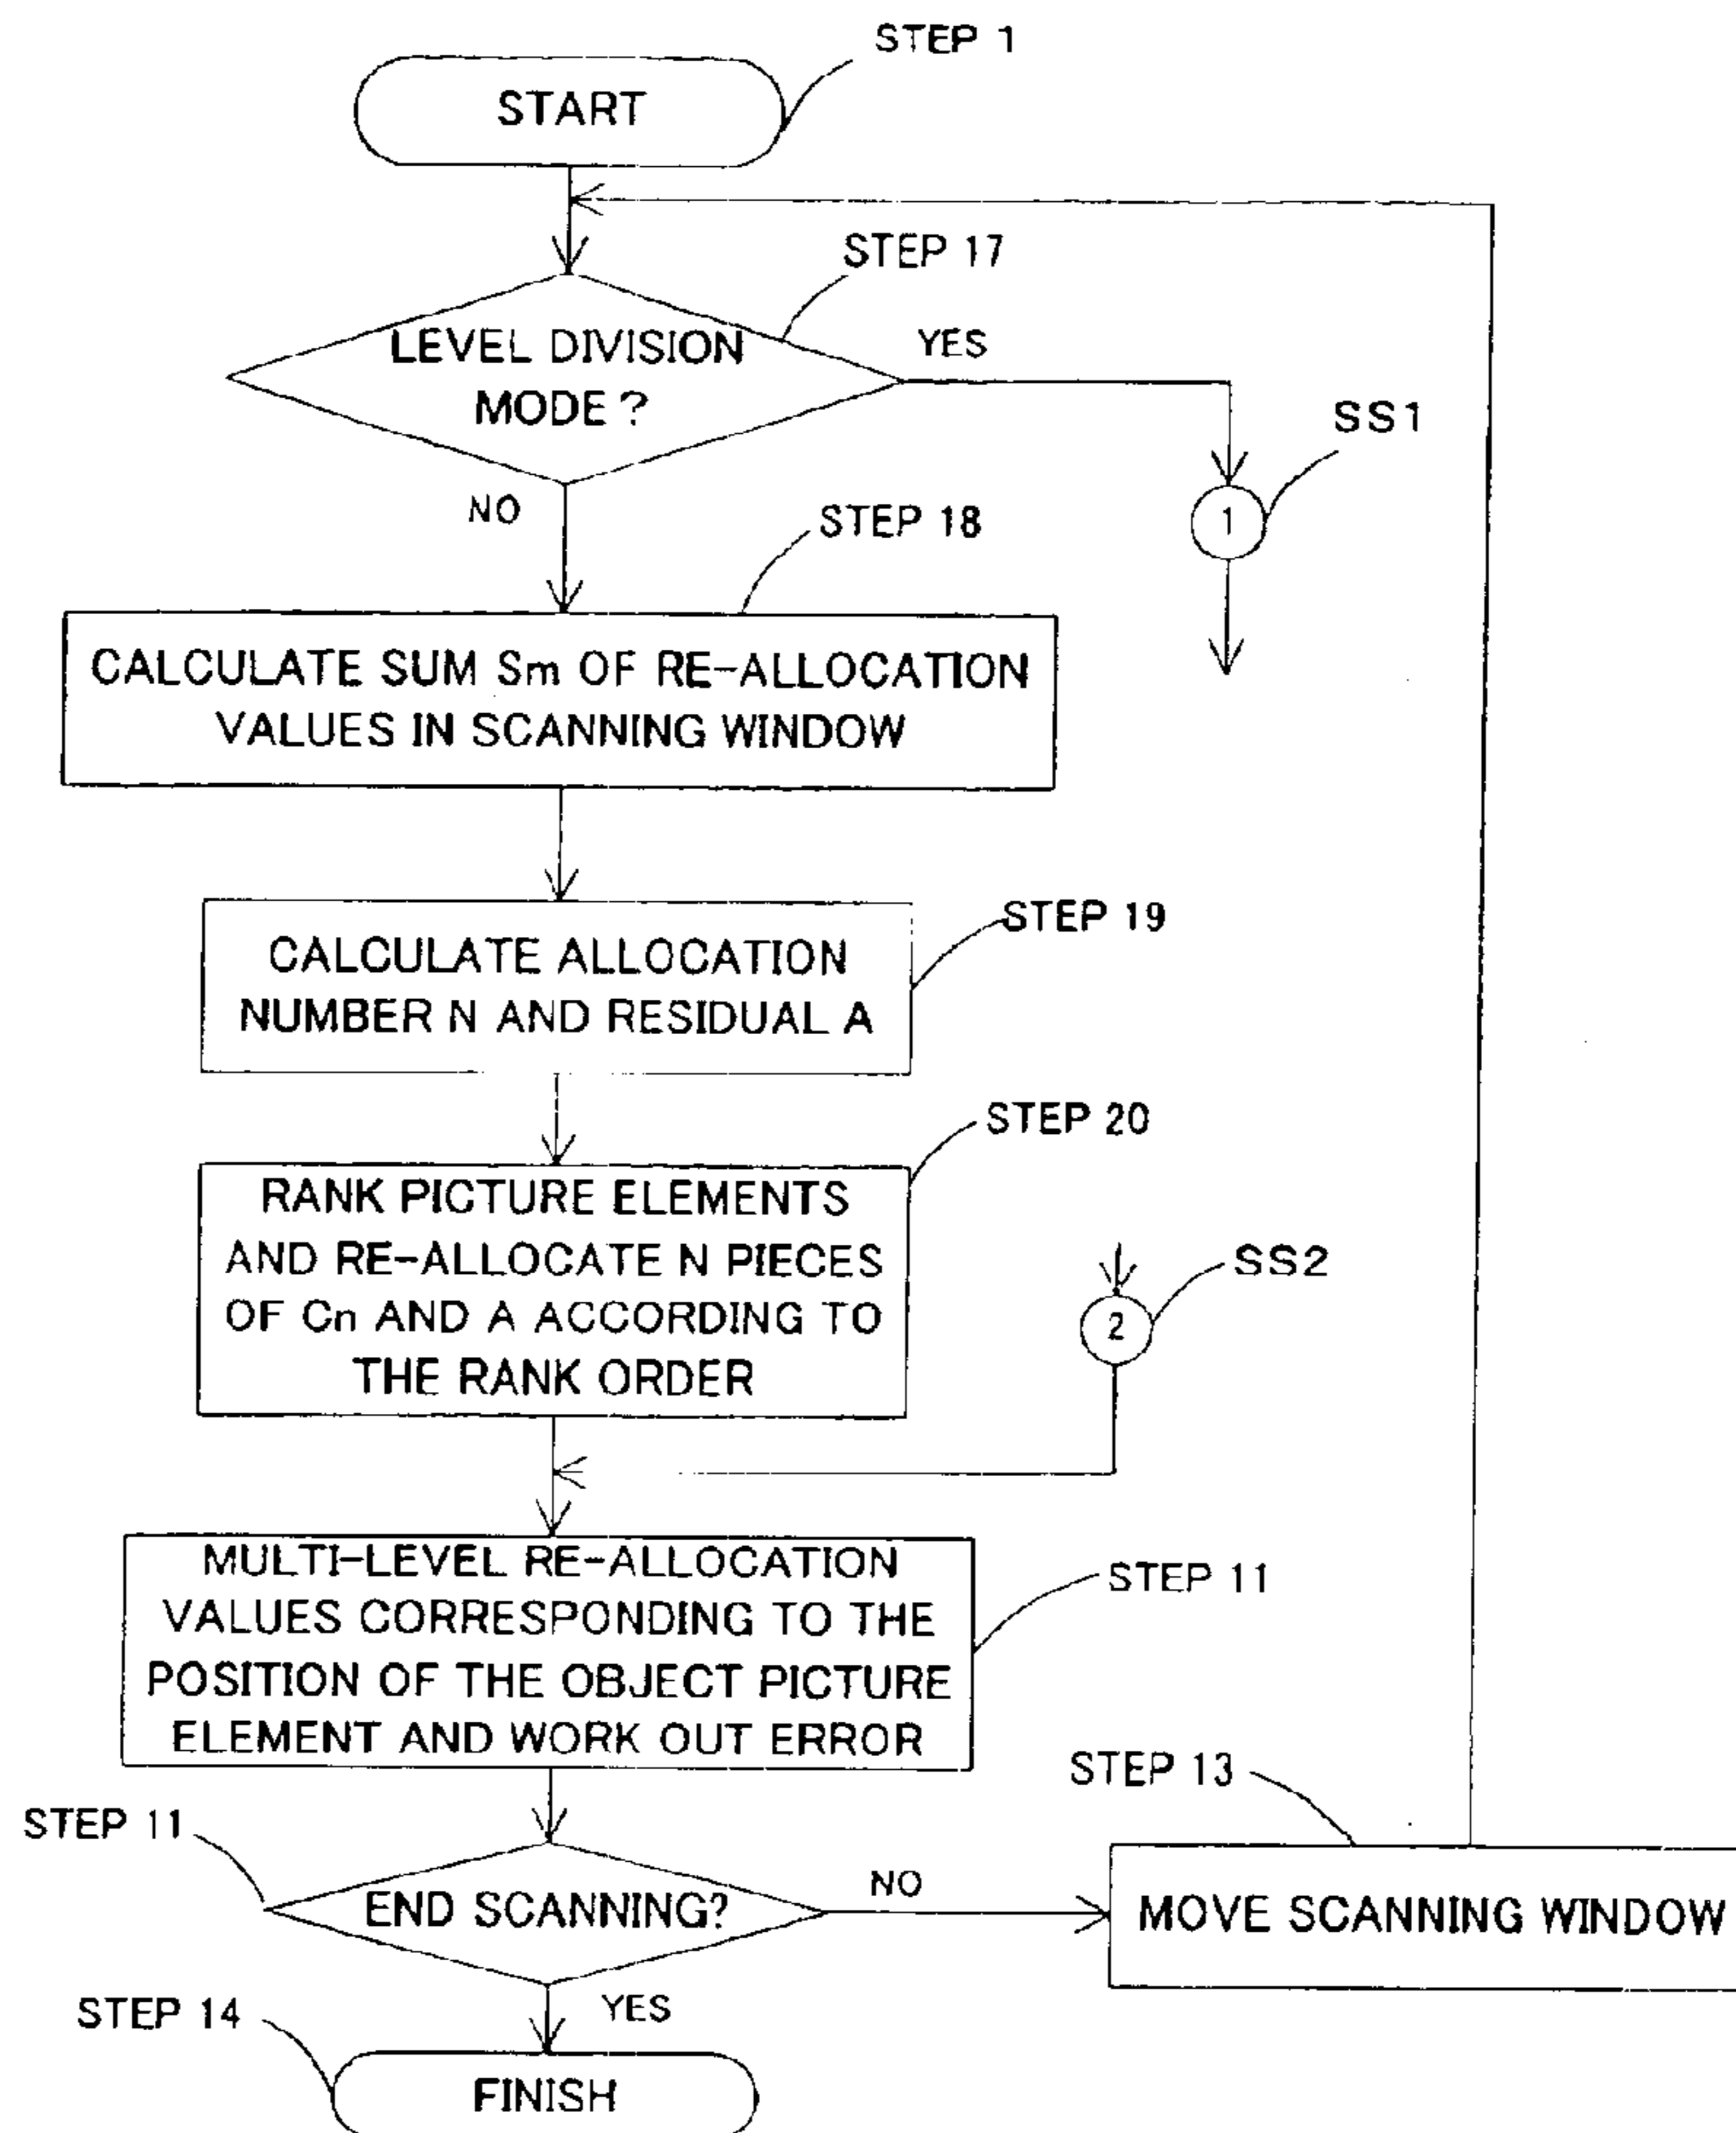 STEP 1
START
STEP 17
LEVEL DIVISION
MODE?
YES
SS1
1
NO
STEP 18
CALCULATE SUM Sm OF RE-ALLOCATION
VALUES IN SCANNING WINDOW
STEP 19
CALCULATE ALLOCATION
NUMBER N AND RESIDUAL A
STEP 20
RANK PICTURE ELEMENTS
AND RE-ALLOCATE N PIECES
OF Cn AND A ACCORDING TO
THE RANK ORDER
SS2
2
MULTI-LEVEL RE-ALLOCATION
VALUES CORRESPONDING TO THE
POSITION OF THE OBJECT PICTURE
ELEMENT AND WORK OUT ERROR
STEP 11
STEP 13
STEP 11
END SCANNING?
NO
MOVE SCANNING WINDOW
YES
STEP 14
FINISH